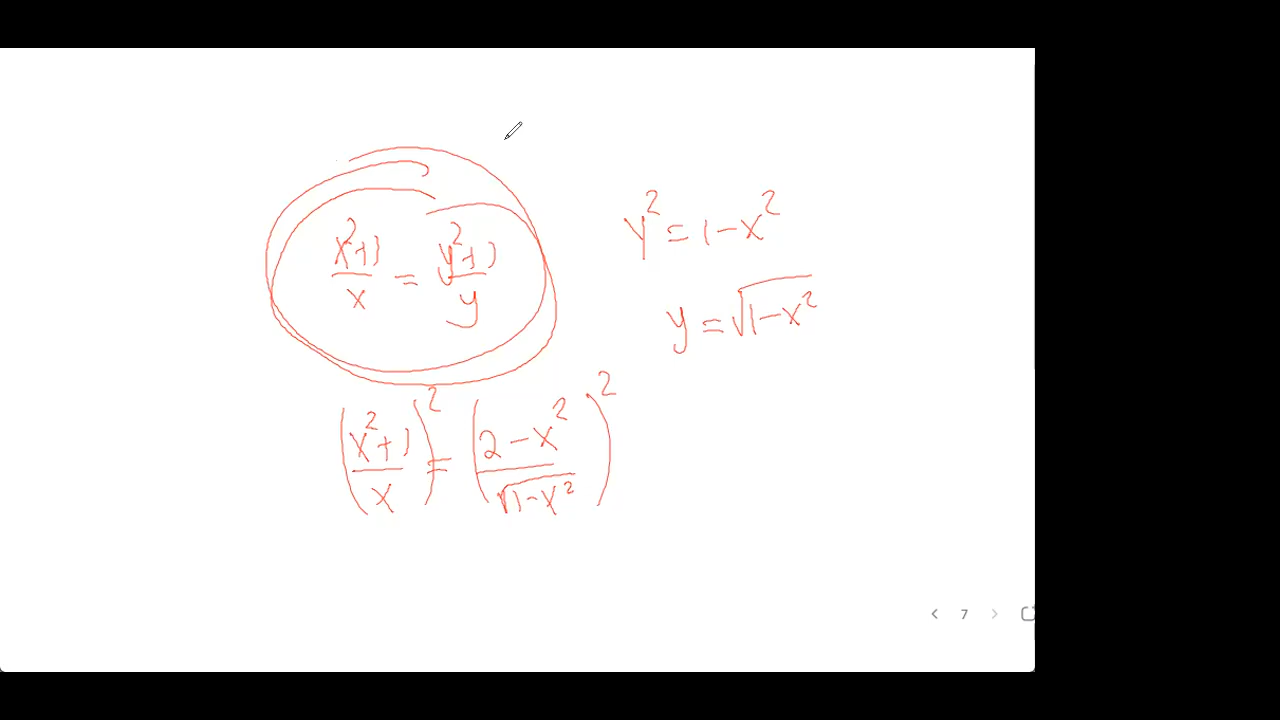 (x²+1)/x = (y²+1)/y
y² = 1-x²
y = √(1-x²)
((x²+1)/x)² = ((2-x²)/√(1-x²))²
< 7 >